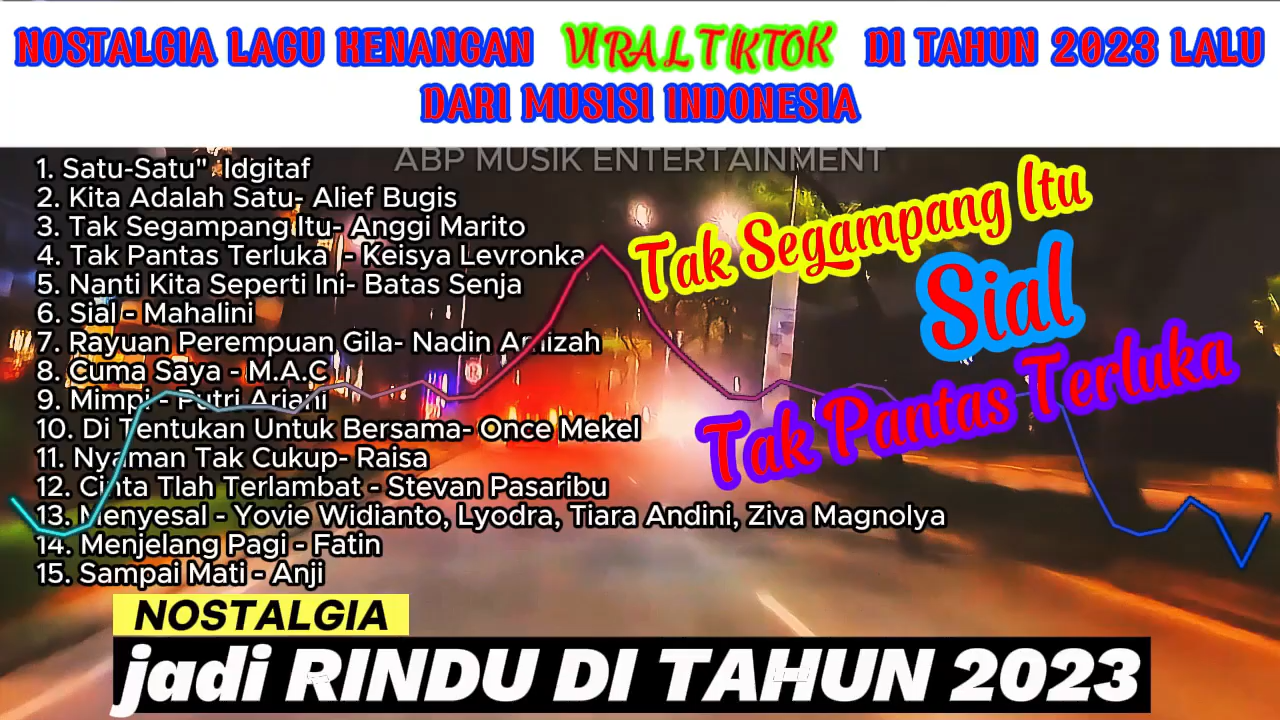 NOSTALGIA LAGU KENANGAN VIRAL TIKTOK DI TAHUN 2023 LALU
DARI MUSISI INDONESIA
ABP MUSIK ENTERTAINMENT
1. Satu-Satu" Idgitaf
2. Kita Adalah Satu- Alief Bugis
3. Tak Segampang Itu- Anggi Marito
4. Tak Pantas Terluka - Keisya Levronka
5. Nanti Kita Seperti Ini- Batas Senja
6. Sial - Mahalini
7. Rayuan Perempuan Gila- Nadin Amizah
8. Cuma Saya - M.A.C
9. Mimpi - Putri Ariani
10. Di Tentukan Untuk Bersama- Once Mekel
11. Nyaman Tak Cukup- Raisa
12. Cinta Tlah Terlambat - Stevan Pasaribu
13. Menyesal - Yovie Widianto, Lyodra, Tiara Andini, Ziva Magnolya
14. Menjelang Pagi - Fatin
15. Sampai Mati - Anji
Tak Segampang Itu
Sial
Tak Pantas Terluka
NOSTALGIA
jadi RINDU DI TAHUN 2023